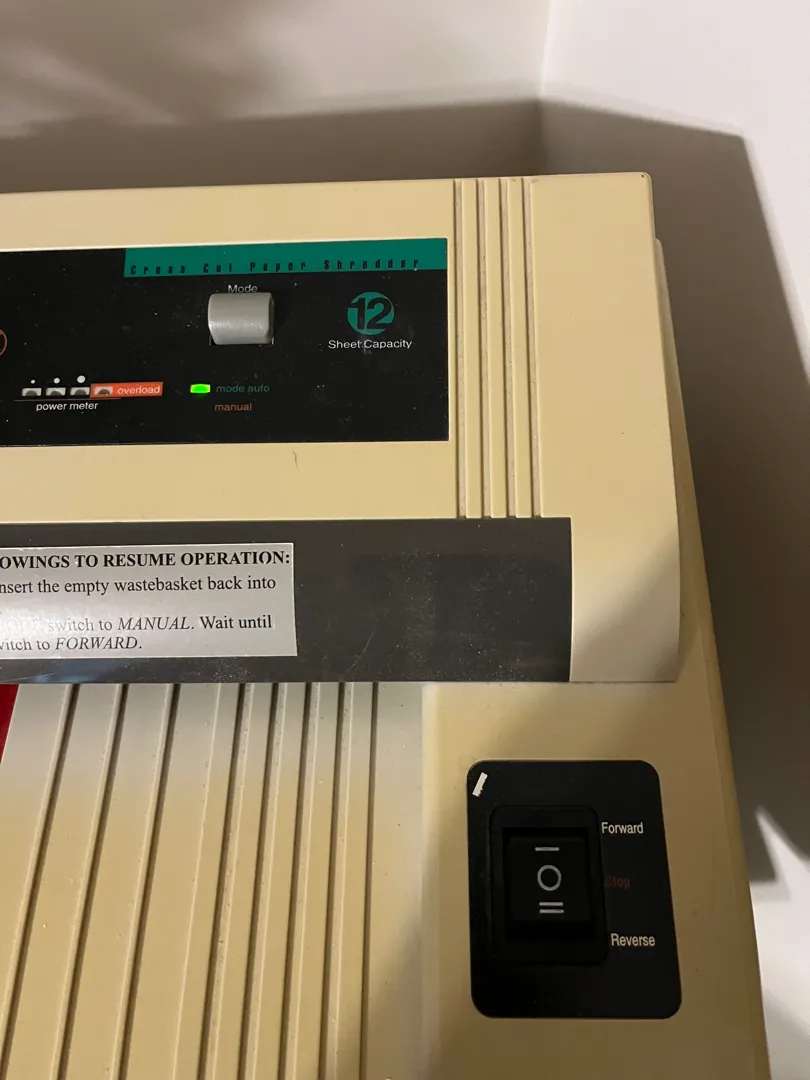 Cross Cut Paper Shredder
Mode
12
Sheet Capacity
overload
mode auto
power meter
manual
OWINGS TO RESUME OPERATION:
nsert the empty wastebasket back into
switch to MANUAL. Wait until
witch to FORWARD.
Forward
Stop
Reverse